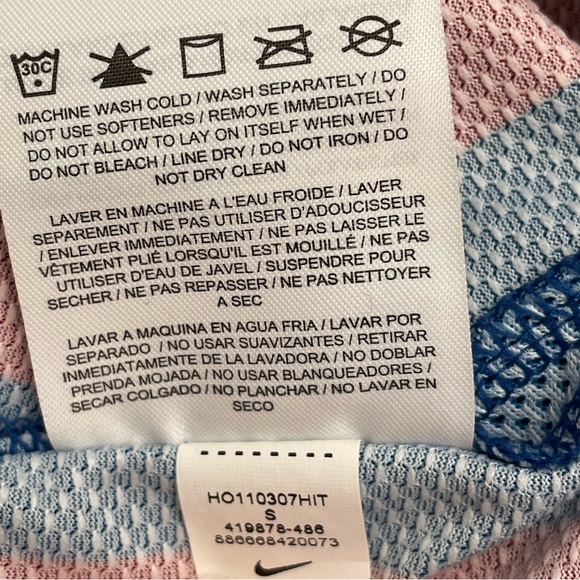 30C
MACHINE WASH COLD / WASH SEPARATELY / DO
NOT USE SOFTENERS / REMOVE IMMEDIATELY /
DO NOT ALLOW TO LAY ON ITSELF WHEN WET /
DO NOT BLEACH / LINE DRY / DO NOT IRON / DO
NOT DRY CLEAN
LAVER EN MACHINE A L'EAU FROIDE / LAVER
SEPAREMENT / NE PAS UTILISER D'ADOUCISSEUR
/ ENLEVER IMMÉDIATEMENT / NE PAS LAISSER LE
VÊTEMENT PLIÉ LORSQU'IL EST MOUILLÉ / NE PAS
UTILISER D'EAU DE JAVEL / SUSPENDRE POUR
SECHER / NE PAS REPASSER / NE PAS NETTOYER
A SEC
LAVAR A MAQUINA EN AGUA FRIA / LAVAR POR
SEPARADO / NO USAR SUAVIZANTES / RETIRAR
INMEDIATAMENTE DE LA LAVADORA / NO DOBLAR
PRENDA MOJADA / NO USAR BLANQUEADORES /
SECAR COLGADO / NO PLANCHAR / NO LAVAR EN
SECO
HO110307HIT
S
419878-486
886668420073